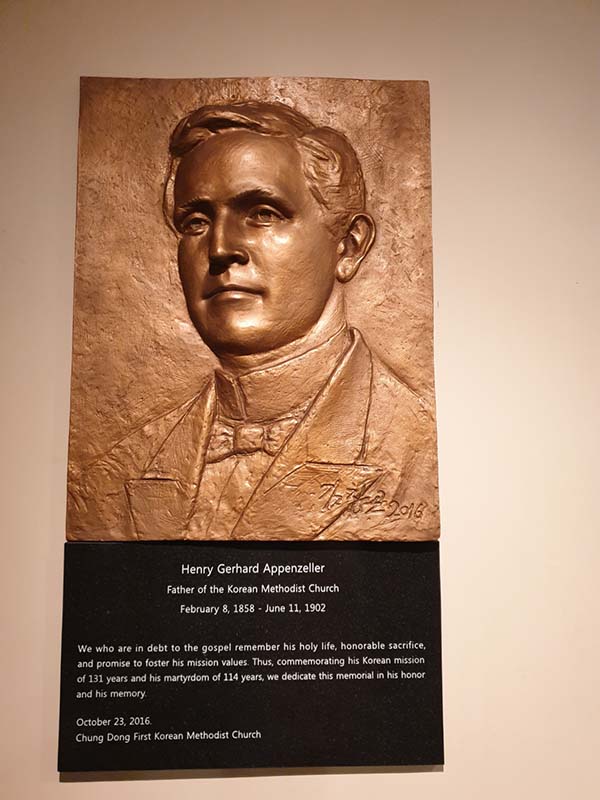 2016
Henry Gerhard Appenzeller
Father of the Korean Methodist Church
February 8, 1858 - June 11, 1902
We who are in debt to the gospel remember his holy life, honorable sacrifice,
and promise to foster his mission values. Thus, commemorating his Korean mission
of 131 years and his martyrdom of 114 years, we dedicate this memorial in his honor
and his memory.
October 23, 2016.
Chung Dong First Korean Methodist Church